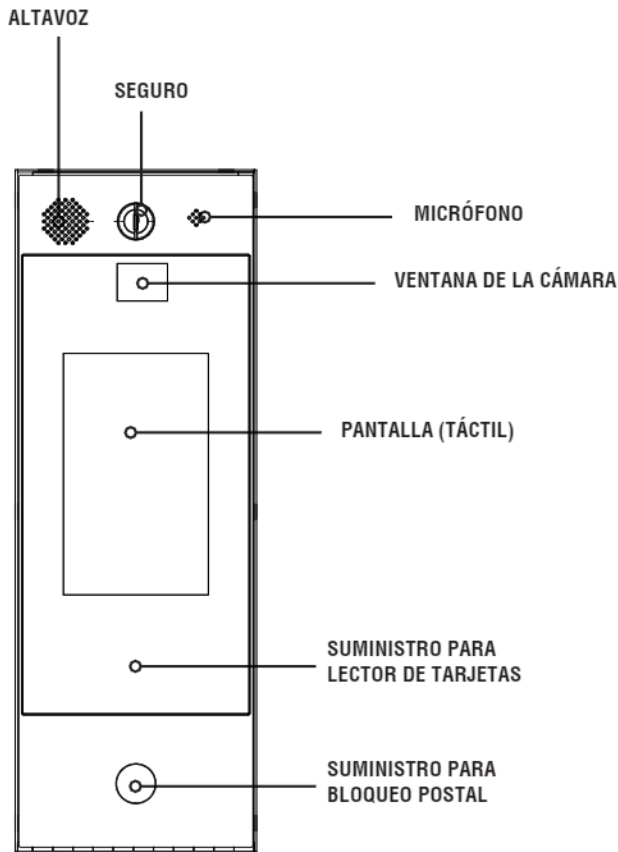 ALTAVOZ
SEGURO
MICRÓFONO
VENTANA DE LA CÁMARA
PANTALLA (TÁCTIL)
SUMINISTRO PARA
LECTOR DE TARJETAS
SUMINISTRO PARA
BLOQUEO POSTAL